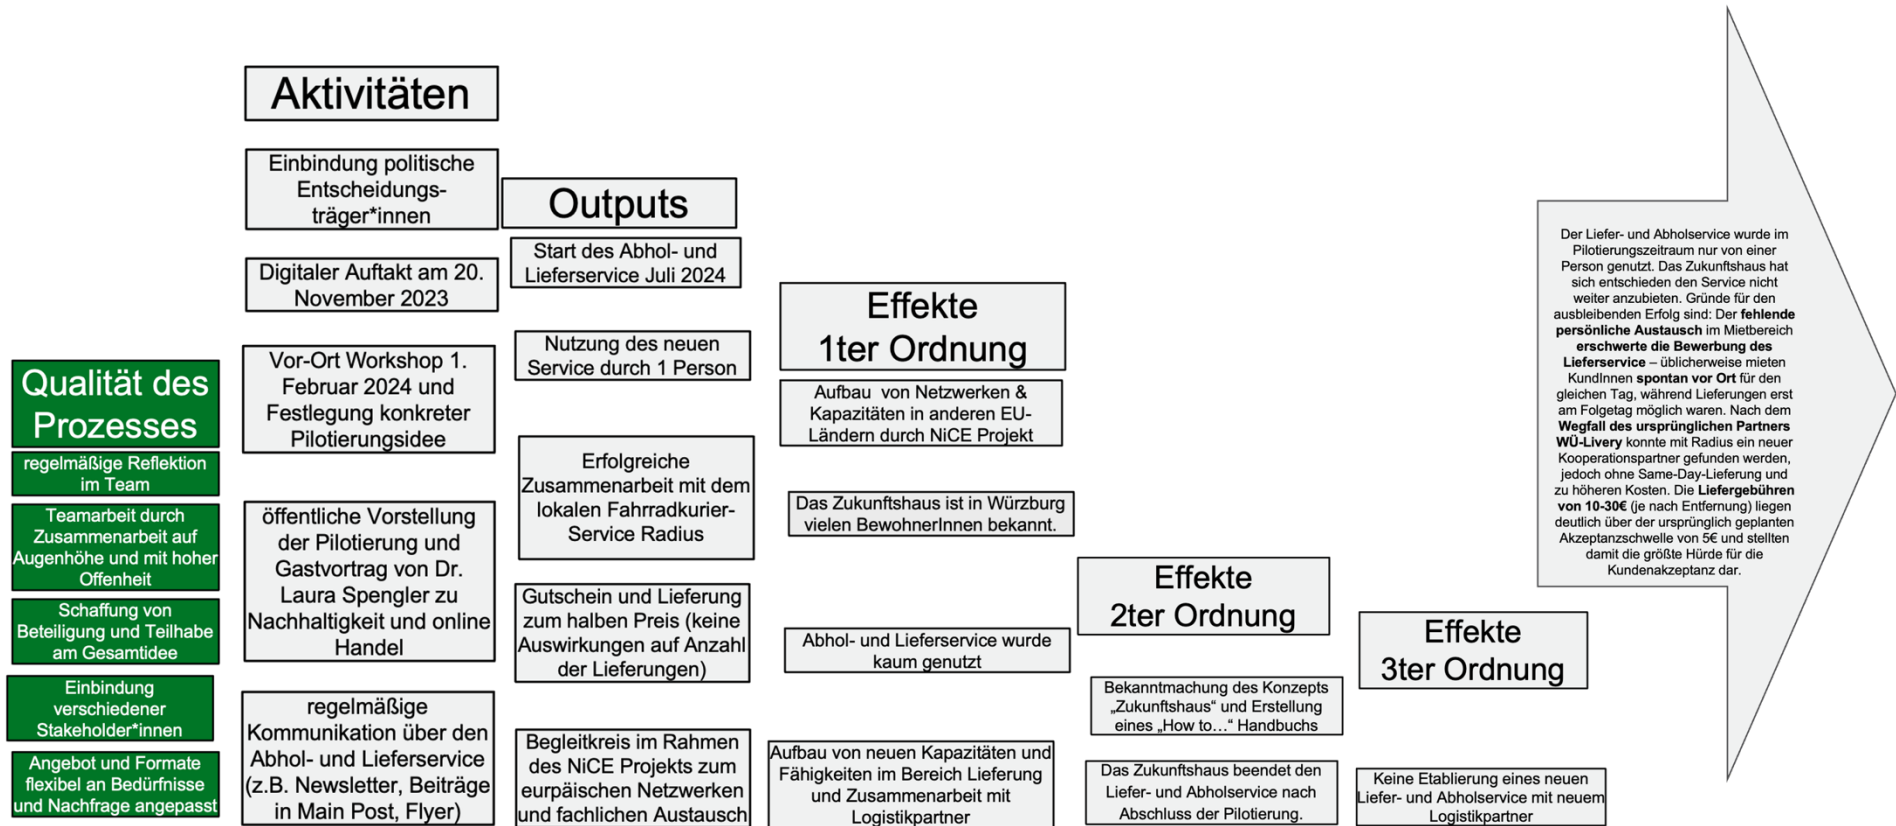 Qualität des
Prozesses
regelmäßige Reflektion
im Team
Teamarbeit durch
Zusammenarbeit auf
Augenhöhe und mit hoher
Offenheit
Schaffung von
Beteiligung und Teilhabe
am Gesamtidee
Einbindung
verschiedener
Stakeholder*innen
Angebot und Formate
flexibel an Bedürfnisse
und Nachfrage angepasst
Aktivitäten
Einbindung politische
Entscheidungs-
träger*innen
Digitaler Auftakt am 20.
November 2023
Vor-Ort Workshop 1.
Februar 2024 und
Festlegung konkreter
Pilotierungsidee
öffentliche Vorstellung
der Pilotierung und
Gastvortrag von Dr.
Laura Spengler zu
Nachhaltigkeit und online
Handel
regelmäßige
Kommunikation über den
Abhol- und Lieferservice
(z.B. Newsletter, Beiträge
in Main Post, Flyer)
Outputs
Start des Abhol- und
Lieferservice Juli 2024
Nutzung des neuen
Service durch 1 Person
Erfolgreiche
Zusammenarbeit mit dem
lokalen Fahrradkurier-
Service Radius
Gutschein und Lieferung
zum halben Preis (keine
Auswirkungen auf Anzahl
der Lieferungen)
Begleitkreis im Rahmen
des NiCE Projekts zum
eurpäischen Netzwerken
und fachlichen Austausch
Effekte
1ter Ordnung
Aufbau von Netzwerken &
Kapazitäten in anderen EU-
Ländern durch NiCE Projekt
Das Zukunftshaus ist in Würzburg
vielen BewohnerInnen bekannt.
Abhol- und Lieferservice wurde
kaum genutzt
Aufbau von neuen Kapazitäten und
Fähigkeiten im Bereich Lieferung
und Zusammenarbeit mit
Logistikpartner
Effekte
2ter Ordnung
Bekanntmachung des Konzepts
„Zukunftshaus“ und Erstellung
eines „How to…“ Handbuchs
Das Zukunftshaus beendet den
Liefer- und Abholservice nach
Abschluss der Pilotierung.
Effekte
3ter Ordnung
Keine Etablierung eines neuen
Liefer- und Abholservice mit neuem
Logistikpartner
Der Liefer- und Abholservice wurde im
Pilotierungszeitraum nur von einer
Person genutzt. Das Zukunftshaus hat
sich entschieden den Service nicht
weiter anzubieten. Gründe für den
ausbleibenden Erfolg sind: Der fehlende
persönliche Austausch im Mietbereich
erschwerte die Bewerbung des
Lieferservice – üblicherweise mieten
KundInnen spontan vor Ort für den
gleichen Tag, während Lieferungen erst
am Folgetag möglich waren. Nach dem
Wegfall des ursprünglichen Partners
WÜ-Livery konnte mit Radius ein neuer
Kooperationspartner gefunden werden,
jedoch ohne Same-Day-Lieferung und
zu höheren Kosten. Die Liefergebühren
von 10-30€ (je nach Entfernung) liegen
deutlich über der ursprünglich geplanten
Akzeptanzschwelle von 5€ und stellten
damit die größte Hürde für die
Kundenakzeptanz dar.